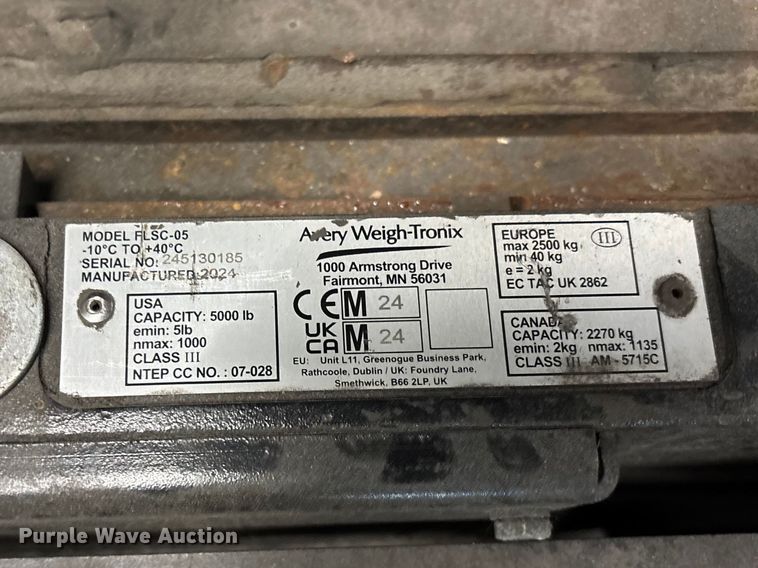 MODEL FLSC-05
-10°C TO +40°C
SERIAL NO: 245130185
MANUFACTURED: 2024
USA
CAPACITY: 5000 lb
emin: 5lb
nmax: 1000
CLASS III
NTEP CC NO. : 07-028
Avery Weigh-Tronix
1000 Armstrong Drive
Fairmont, MN 56031
CE M 24
UK CA M 24
EU: Unit L11, Greenogue Business Park,
Rathcoole, Dublin / UK: Foundry Lane,
Smethwick, B66 2LP, UK
EUROPE III
max 2500 kg
min 40 kg
e = 2 kg
EC TAC UK 2862
CANADA
CAPACITY: 2270 kg
emin: 2kg nmax: 1135
CLASS III AM - 5715C
Purple Wave Auction